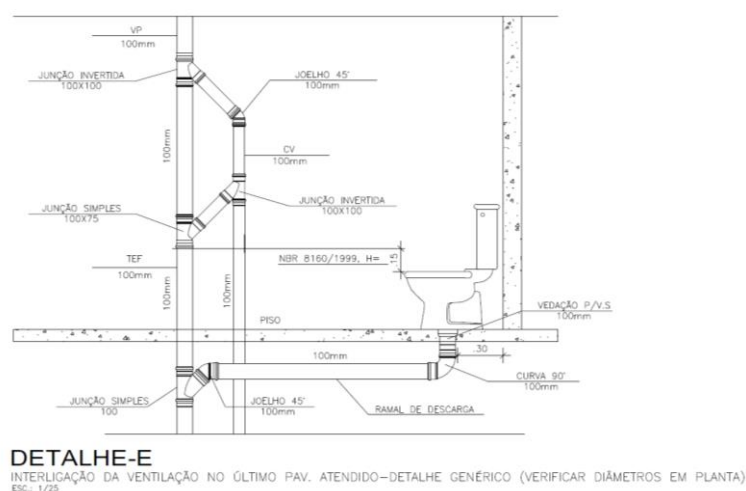 VP
100mm
JUNÇÃO INVERTIDA
100X100
JOELHO 45°
100mm
100mm
CV
100mm
JUNÇÃO SIMPLES
100X75
JUNÇÃO INVERTIDA
100X100
TEF
100mm
NBR 8160/1999, H=
.15
100mm
100mm
PISO
VEDAÇÃO P/V.S
100mm
100mm
.30
CURVA 90°
100mm
JUNÇÃO SIMPLES
100
JOELHO 45°
100mm
RAMAL DE DESCARGA
DETALHE-E
INTERLIGAÇÃO DA VENTILAÇÃO NO ÚLTIMO PAV. ATENDIDO-DETALHE GENÉRICO (VERIFICAR DIÂMETROS EM PLANTA)
ESC.: 1/25